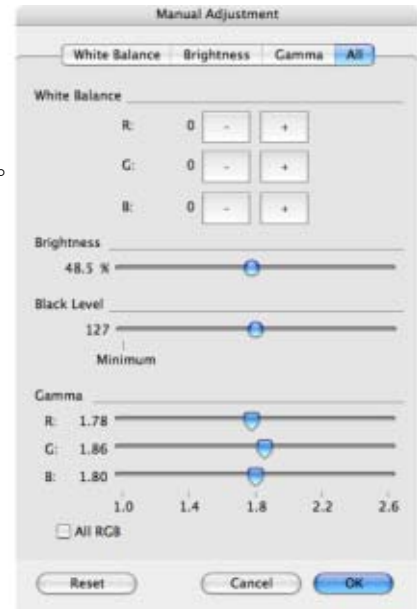 Manual Adjustment
White Balance Brightness Gamma All
White Balance
R: 0 - +
G: 0 - +
B: 0 - +
Brightness
48.5 %
Black Level
127
Minimum
Gamma
R: 1.78
G: 1.86
B: 1.80
1.0 1.4 1.8 2.2 2.6
All RGB
Reset Cancel OK